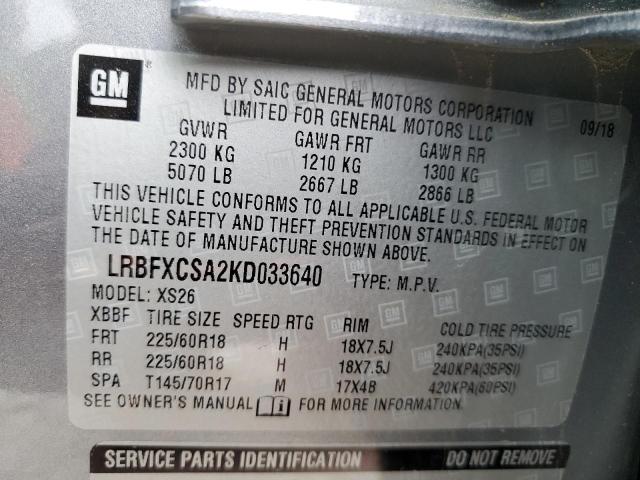 GM
MFD BY SAIC GENERAL MOTORS CORPORATION
LIMITED FOR GENERAL MOTORS LLC
09/18
GVWR GAWR FRT GAWR RR
2300 KG 1210 KG 1300 KG
5070 LB 2667 LB 2866 LB
THIS VEHICLE CONFORMS TO ALL APPLICABLE U.S. FEDERAL MOTOR
VEHICLE SAFETY AND THEFT PREVENTION STANDARDS IN EFFECT ON
THE DATE OF MANUFACTURE SHOWN ABOVE.
LRBFXCSA2KD033640 TYPE: M.P.V.
MODEL: XS26
XBBF TIRE SIZE SPEED RTG RIM COLD TIRE PRESSURE
FRT 225/60R18 H 18X7.5J 240KPA(35PSI)
RR 225/60R18 H 18X7.5J 240KPA(35PSI)
SPA T145/70R17 M 17X4B 420KPA(60PSI)
SEE OWNER'S MANUAL FOR MORE INFORMATION.
SERVICE PARTS IDENTIFICATION DO NOT REMOVE